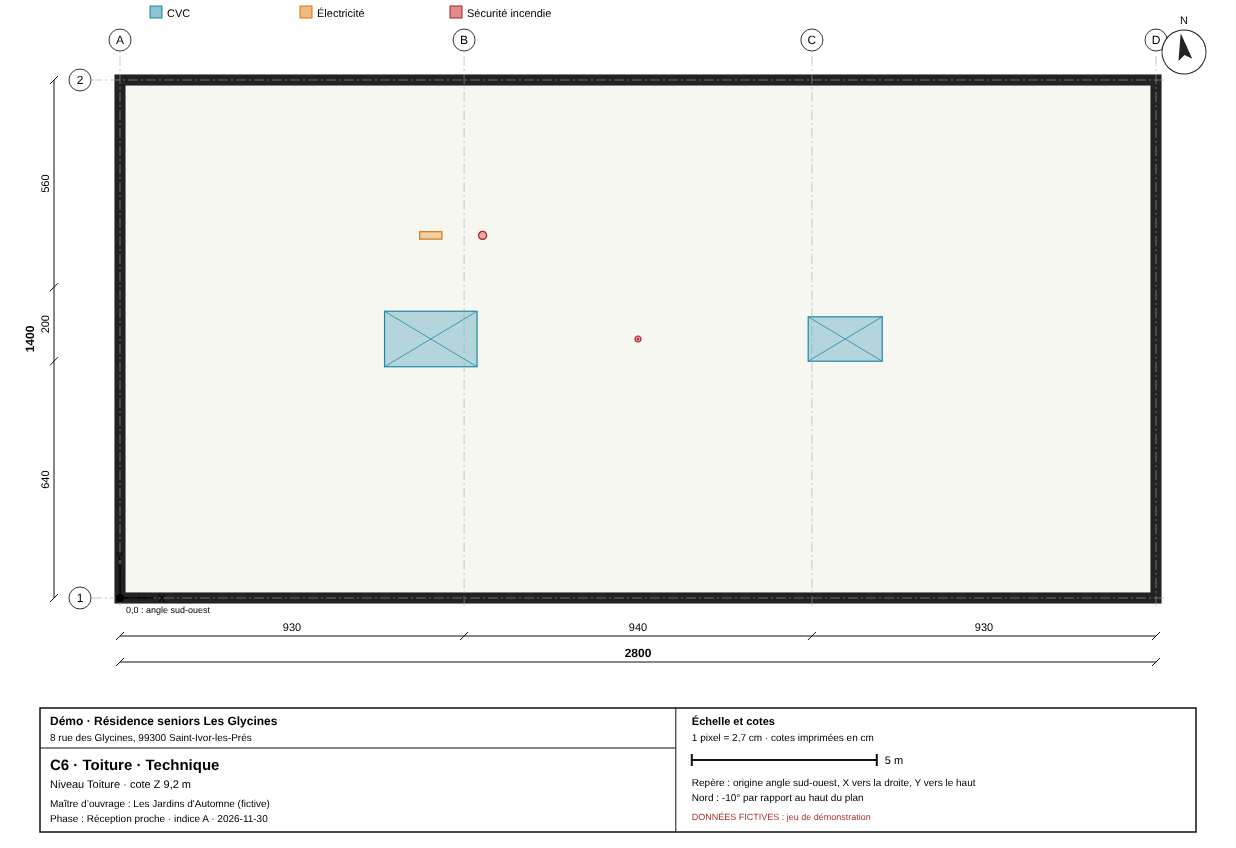 CVC
Électricité
Sécurité incendie
N
A
B
C
D
2
560
200
1400
640
1
0,0 : angle sud-ouest
930
940
930
2800
Démo · Résidence seniors Les Glycines
8 rue des Glycines, 99300 Saint-Ivor-les-Prés
C6 · Toiture · Technique
Niveau Toiture · cote Z 9,2 m
Maître d'ouvrage : Les Jardins d'Automne (fictive)
Phase : Réception proche · indice A · 2026-11-30
Échelle et cotes
1 pixel = 2,7 cm · cotes imprimées en cm
5 m
Repère : origine angle sud-ouest, X vers la droite, Y vers le haut
Nord : -10° par rapport au haut du plan
DONNÉES FICTIVES : jeu de démonstration